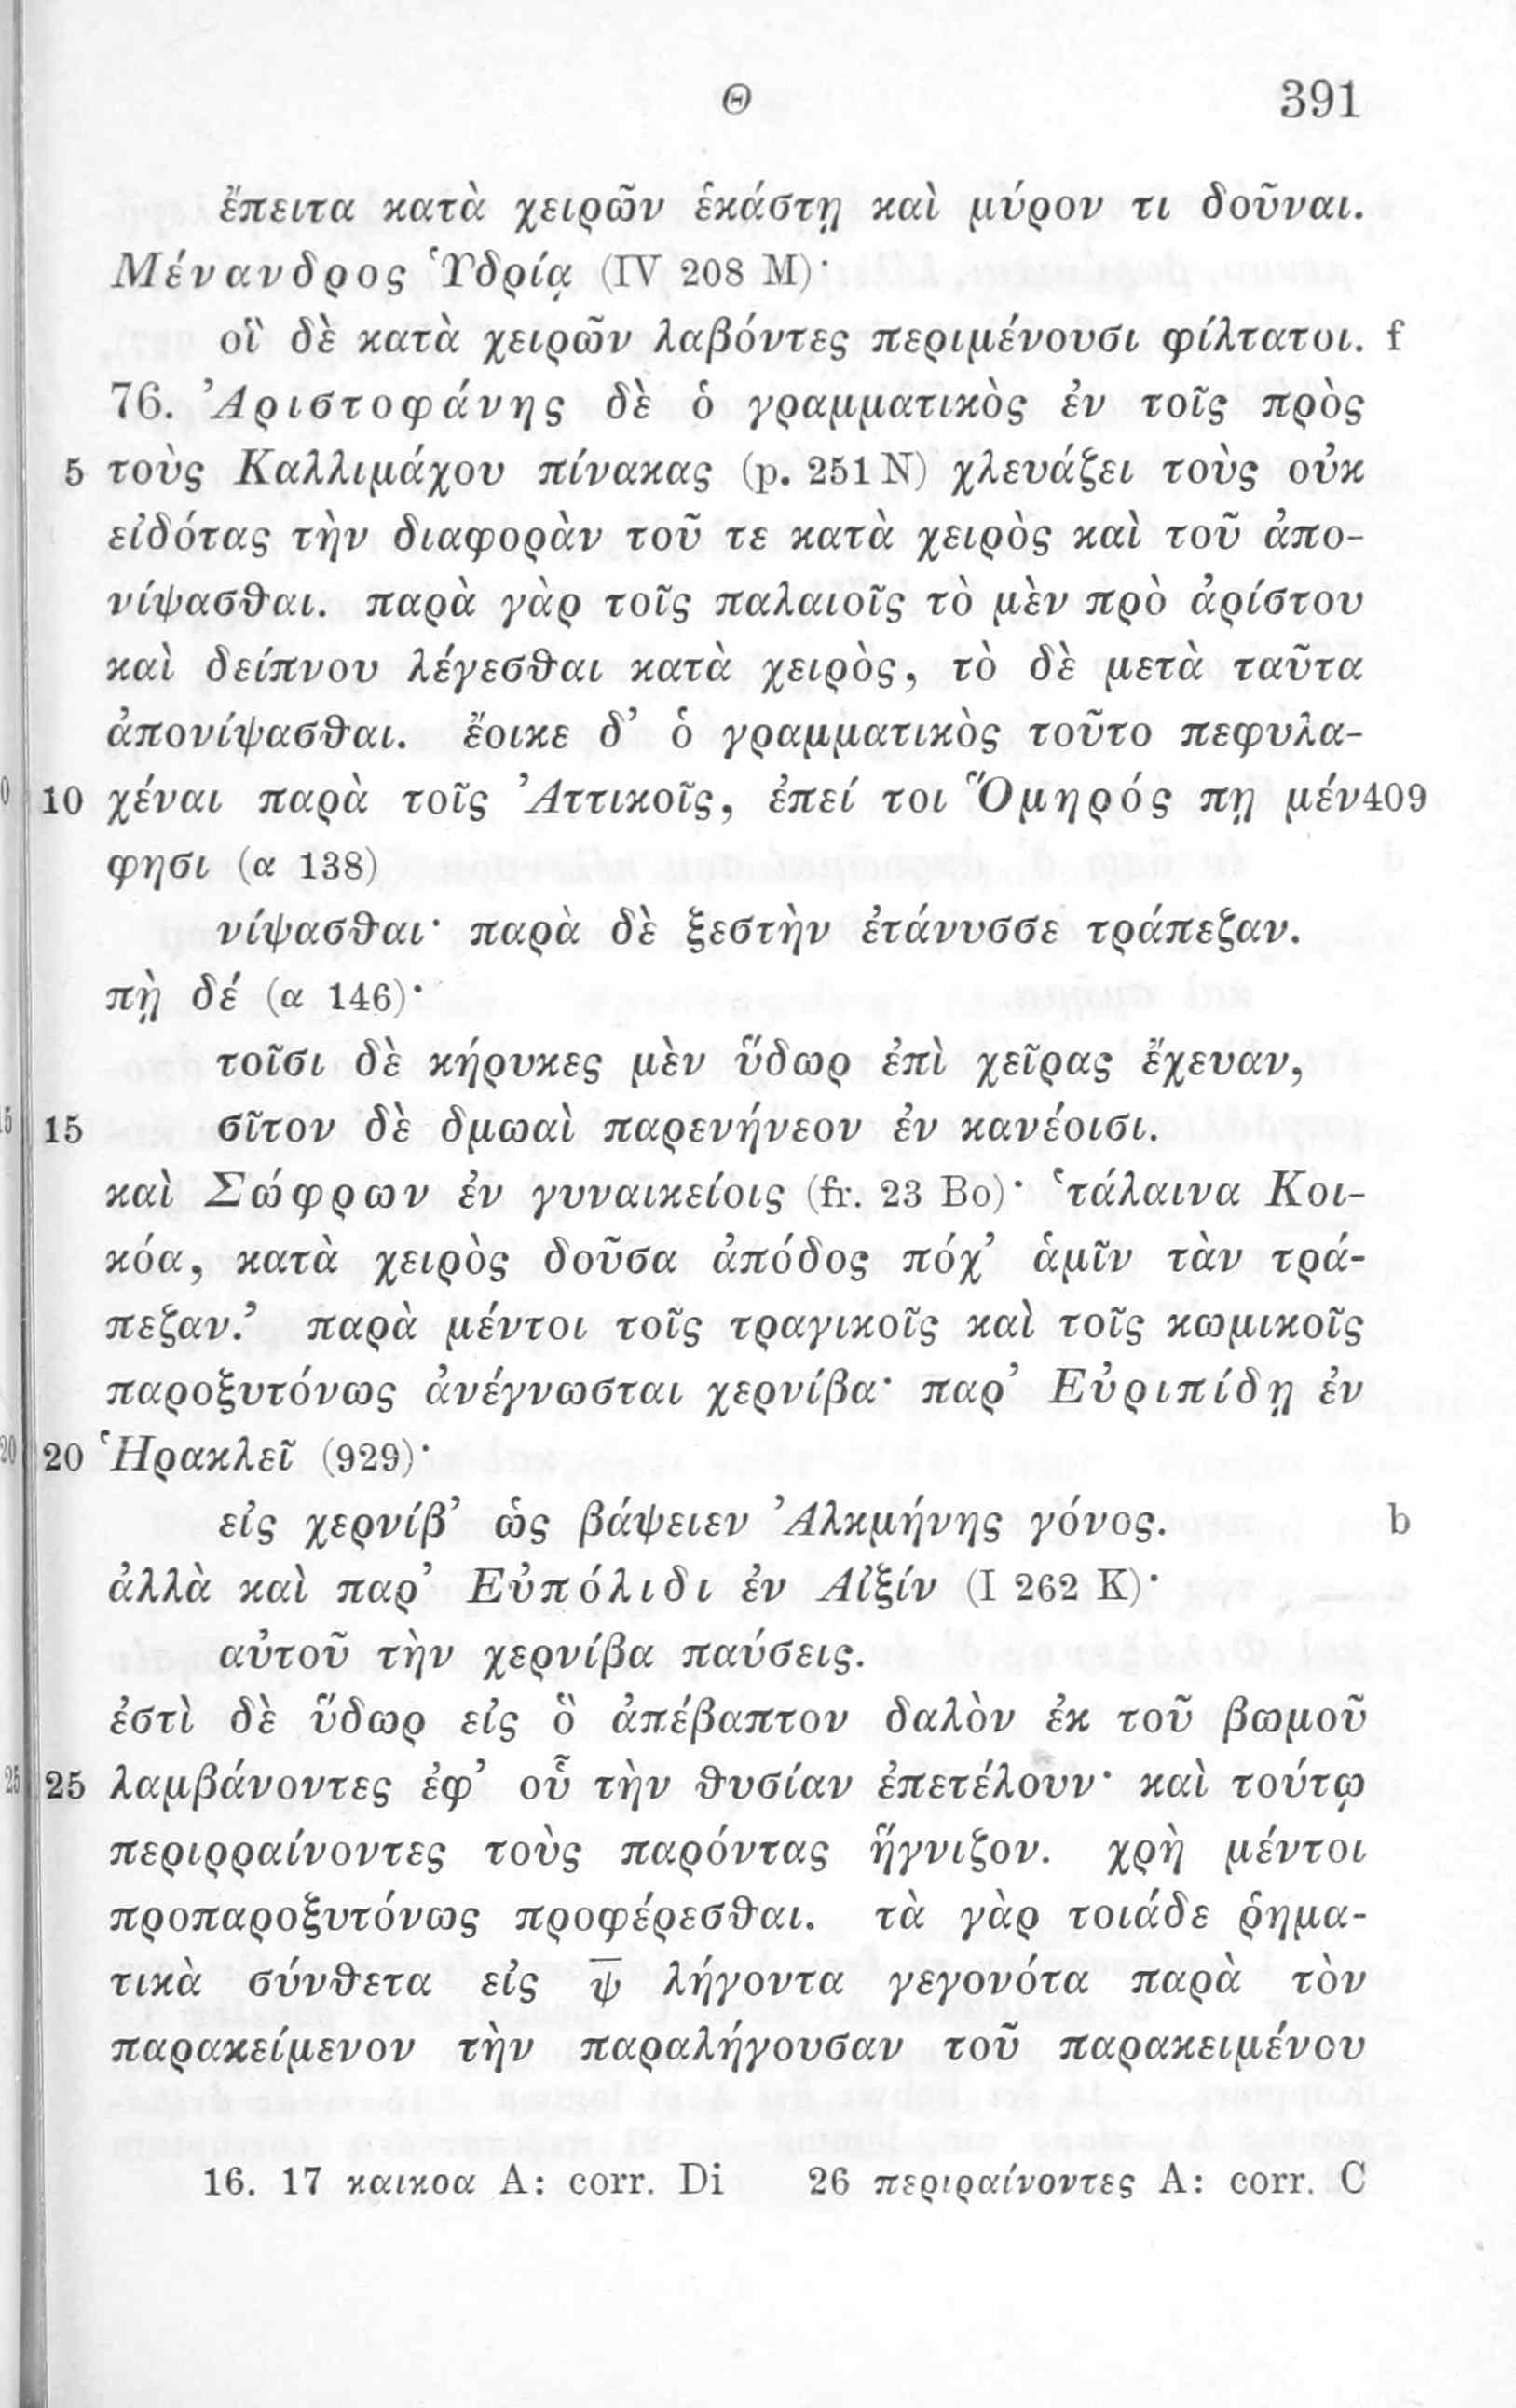 Θ 391
ἔπειτα κατὰ χειρῶν ἑκάστῃ καὶ μύρον τι δοῦναι.
Μένανδρος Ὑδρίᾳ (IV 208 M)·
οἳ δὲ κατὰ χειρῶν λαβόντες περιμένουσι φίλτατοι. f
76. Ἀριστοφάνης δὲ ὁ γραμματικὸς ἐν τοῖς πρὸς
5 τοὺς Καλλιμάχου πίνακας (p. 251 N) χλευάζει τοὺς οὐκ
εἰδότας τὴν διαφορὰν τοῦ τε κατὰ χειρὸς καὶ τοῦ ἀπο-
νίψασθαι. παρὰ γὰρ τοῖς παλαιοῖς τὸ μὲν πρὸ ἀρίστου
καὶ δείπνου λέγεσθαι κατὰ χειρὸς, τὸ δὲ μετὰ ταῦτα
ἀπονίψασθαι. ἔοικε δ’ ὁ γραμματικὸς τοῦτο πεφυλα-
10 χέναι παρὰ τοῖς Ἀττικοῖς, ἐπεί τοι Ὅμηρός πῃ μέν 409
φησι (α 138)
νίψασθαι· παρὰ δὲ ξεστὴν ἐτάνυσσε τράπεζαν.
πῂ δέ (α 146)·
τοῖσι δὲ κήρυκες μὲν ὕδωρ ἐπὶ χεῖρας ἔχευαν,
15 σῖτον δὲ δμωαὶ παρενήνεον ἐν κανέοισι.
καὶ Σώφρων ἐν γυναικείοις (fr. 23 Bo)· ‘τάλαινα Κοι-
κόα, κατὰ χειρὸς δοῦσα ἀπόδος πόχ’ ἁμῖν τὰν τρά-
πεζαν.’ παρὰ μέντοι τοῖς τραγικοῖς καὶ τοῖς κωμικοῖς
παροξυτόνως ἀνέγνωσται χερνίβα· παρ’ Εὐριπίδῃ ἐν
20 Ἡρακλεῖ (929)·
εἰς χερνίβ’ ὡς βάψειεν Ἀλκμήνης γόνος. b
ἀλλὰ καὶ παρ’ Εὐπόλιδι ἐν Αἰξίν (I 262 K)·
αὐτοῦ τὴν χερνίβα παύσεις.
ἐστὶ δὲ ὕδωρ εἰς ὃ ἀπέβαπτον δαλὸν ἐκ τοῦ βωμοῦ
25 λαμβάνοντες ἐφ’ οὗ τὴν θυσίαν ἐπετέλουν· καὶ τούτῳ
περιρραίνοντες τοὺς παρόντας ἥγνιζον. χρὴ μέντοι
προπαροξυτόνως προφέρεσθαι. τὰ γὰρ τοιάδε ῥημα-
τικὰ σύνθετα εἰς ψ̅ λήγοντα γεγονότα παρὰ τὸν
παρακείμενον τὴν παραλήγουσαν τοῦ παρακειμένου
16. 17 καικοα A: corr. Di 26 περιραίνοντες A: corr. C